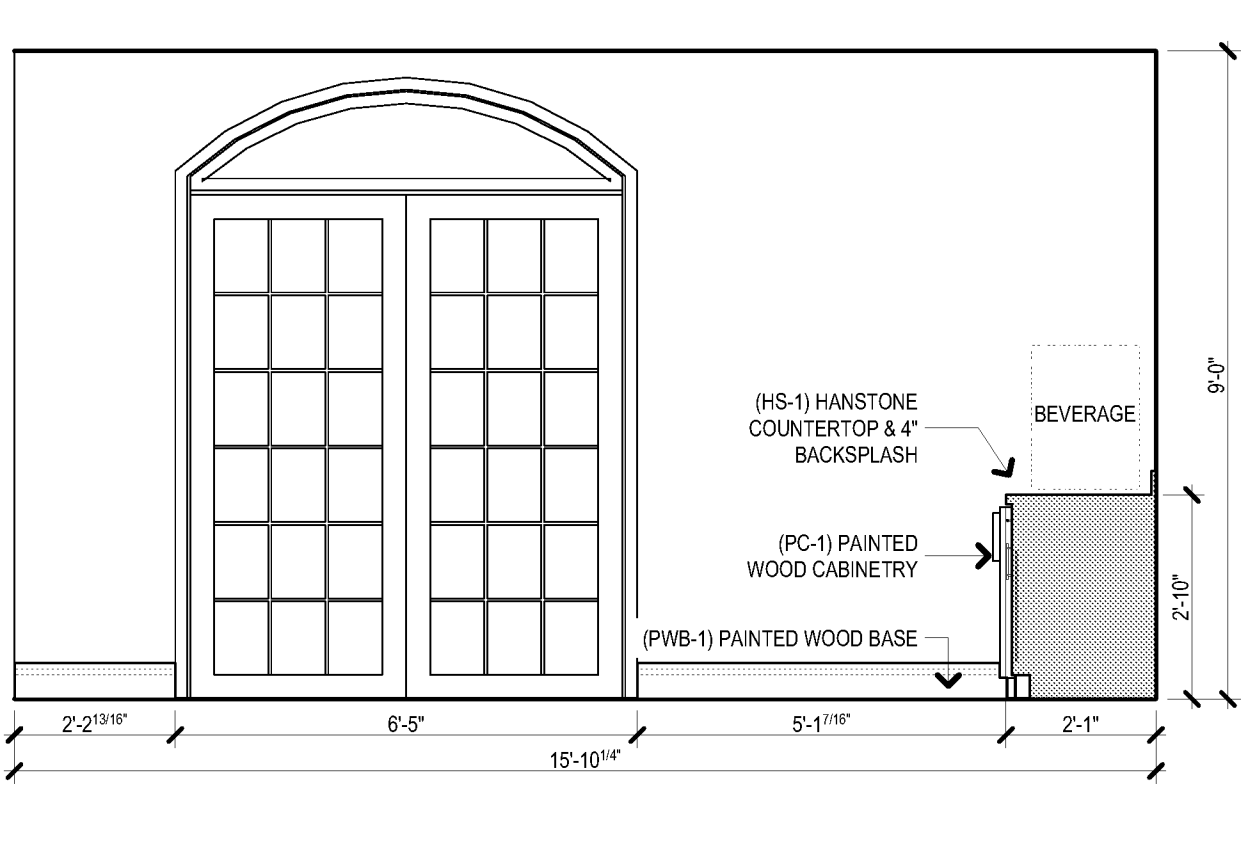 (HS-1) HANSTONE
COUNTERTOP & 4"
BACKSPLASH
BEVERAGE
9'-0"
(PC-1) PAINTED
WOOD CABINETRY
2'-10"
(PWB-1) PAINTED WOOD BASE
2'-2 13/16"
6'-5"
5'-1 7/16"
2'-1"
15'-10 1/4"